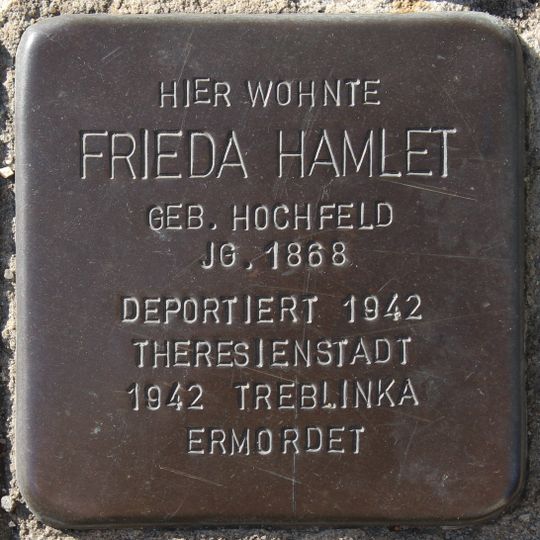 HIER WOHNTE
FRIEDA HAMLET
GEB. HOCHFELD
JG. 1868
DEPORTIERT 1942
THERESIENSTADT
1942 TREBLINKA
ERMORDET